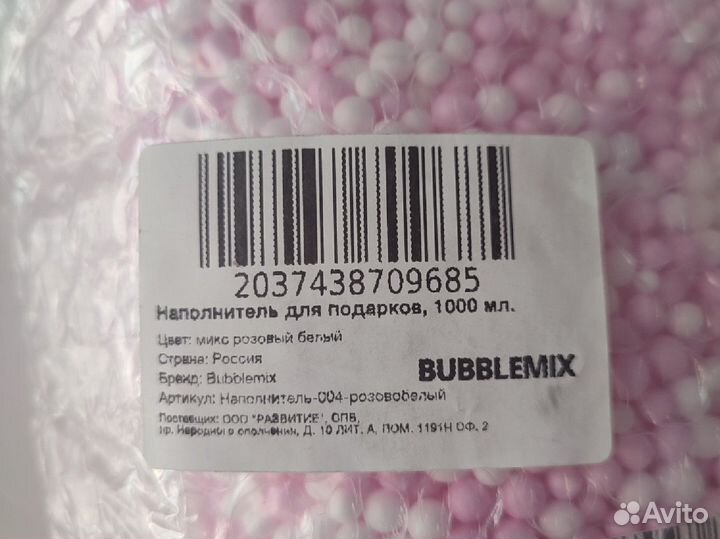 2037438709685
Наполнитель для подарков, 1000 мл.
Цвет: микс розовый белый
Страна: Россия
BUBBLEMIX
Бренд: Bubblemix
Артикул: Наполнитель-004-розовобелый
Поставщик: ООО "РАЗВИТИЕ", СПБ,
пр. Народного ополчения, Д. 10 ЛИТ. А, ПОМ. 1191Н ОФ. 2
Avito